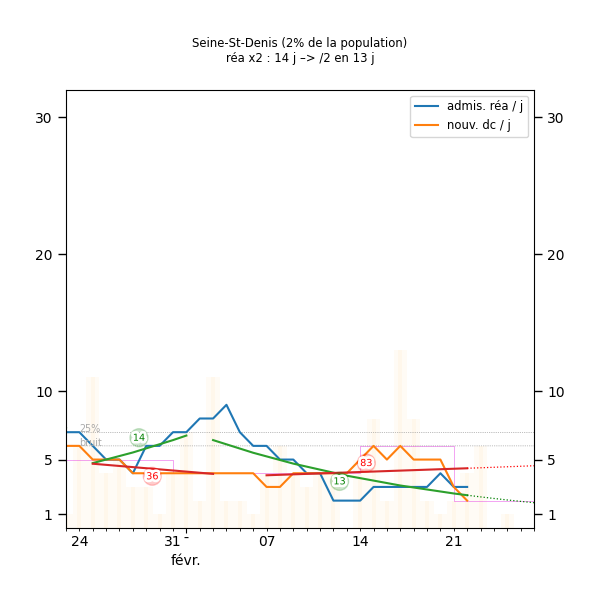 Seine-St-Denis (2% de la population)
réa x2 : 14 j –> /2 en 13 j
admis. réa / j
nouv. dc / j
30 30
20 20
10 10
25%
bruit
14
5 5
83
36
13
1 1
24 31 07 14 21
févr.